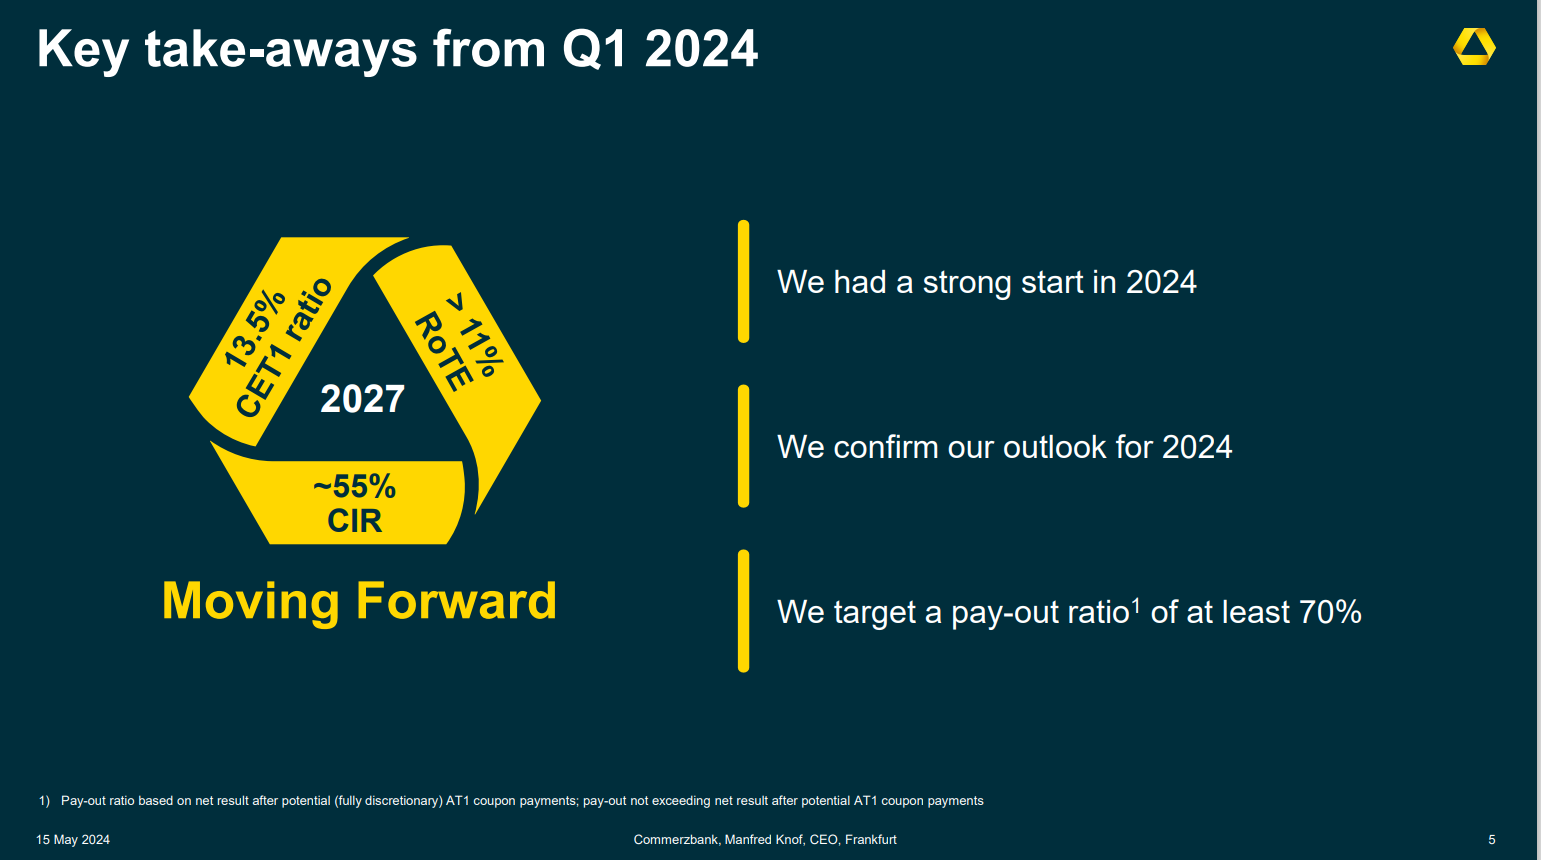 Key take-aways from Q1 2024
13.5%
CET1 ratio
> 11%
RoTE
2027
~55%
CIR
Moving Forward
We had a strong start in 2024
We confirm our outlook for 2024
We target a pay-out ratio¹ of at least 70%
1) Pay-out ratio based on net result after potential (fully discretionary) AT1 coupon payments; pay-out not exceeding net result after potential AT1 coupon payments
15 May 2024
Commerzbank, Manfred Knof, CEO, Frankfurt
5